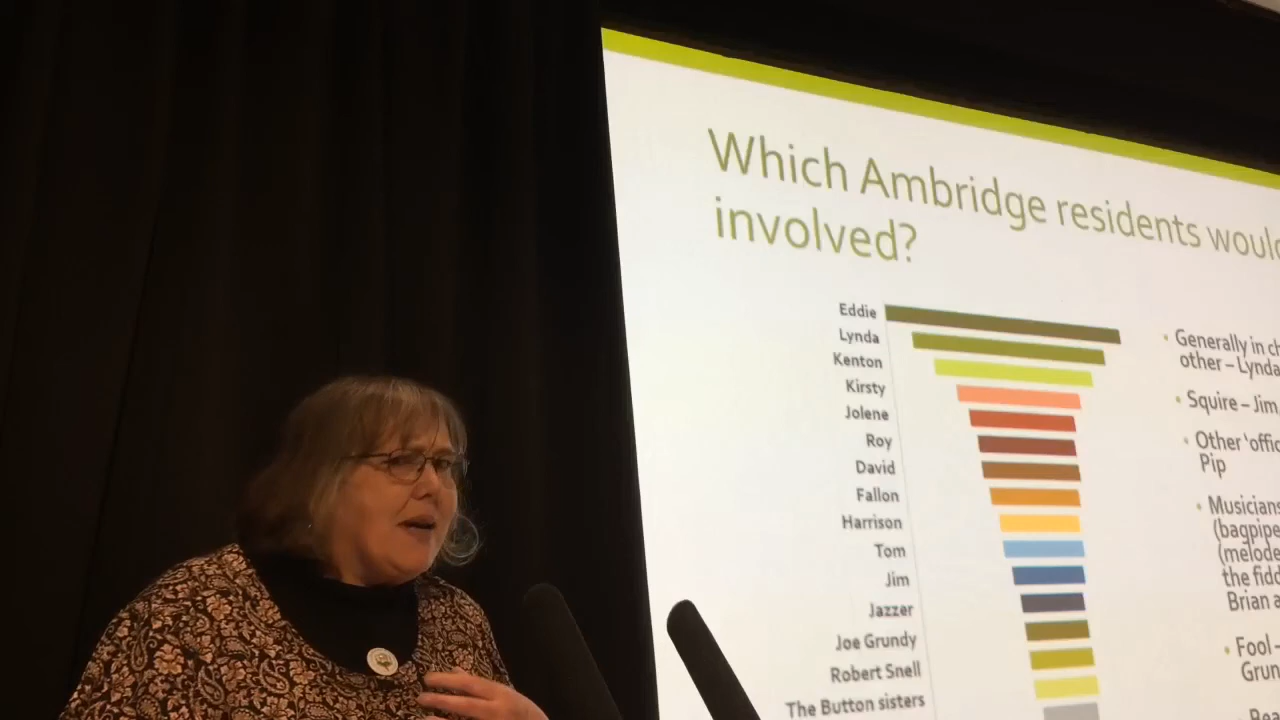 Which Ambridge residents would
involved?
Eddie
Lynda
Kenton
Kirsty
Jolene
Roy
David
Fallon
Harrison
Tom
Jim
Jazzer
Joe Grundy
Robert Snell
The Button sisters
Generally in ch
other – Lynda
Squire – Jim
Other 'offic
Pip
Musicians
(bagpipe
(melode
the fidd
Brian a
Fool –
Grun